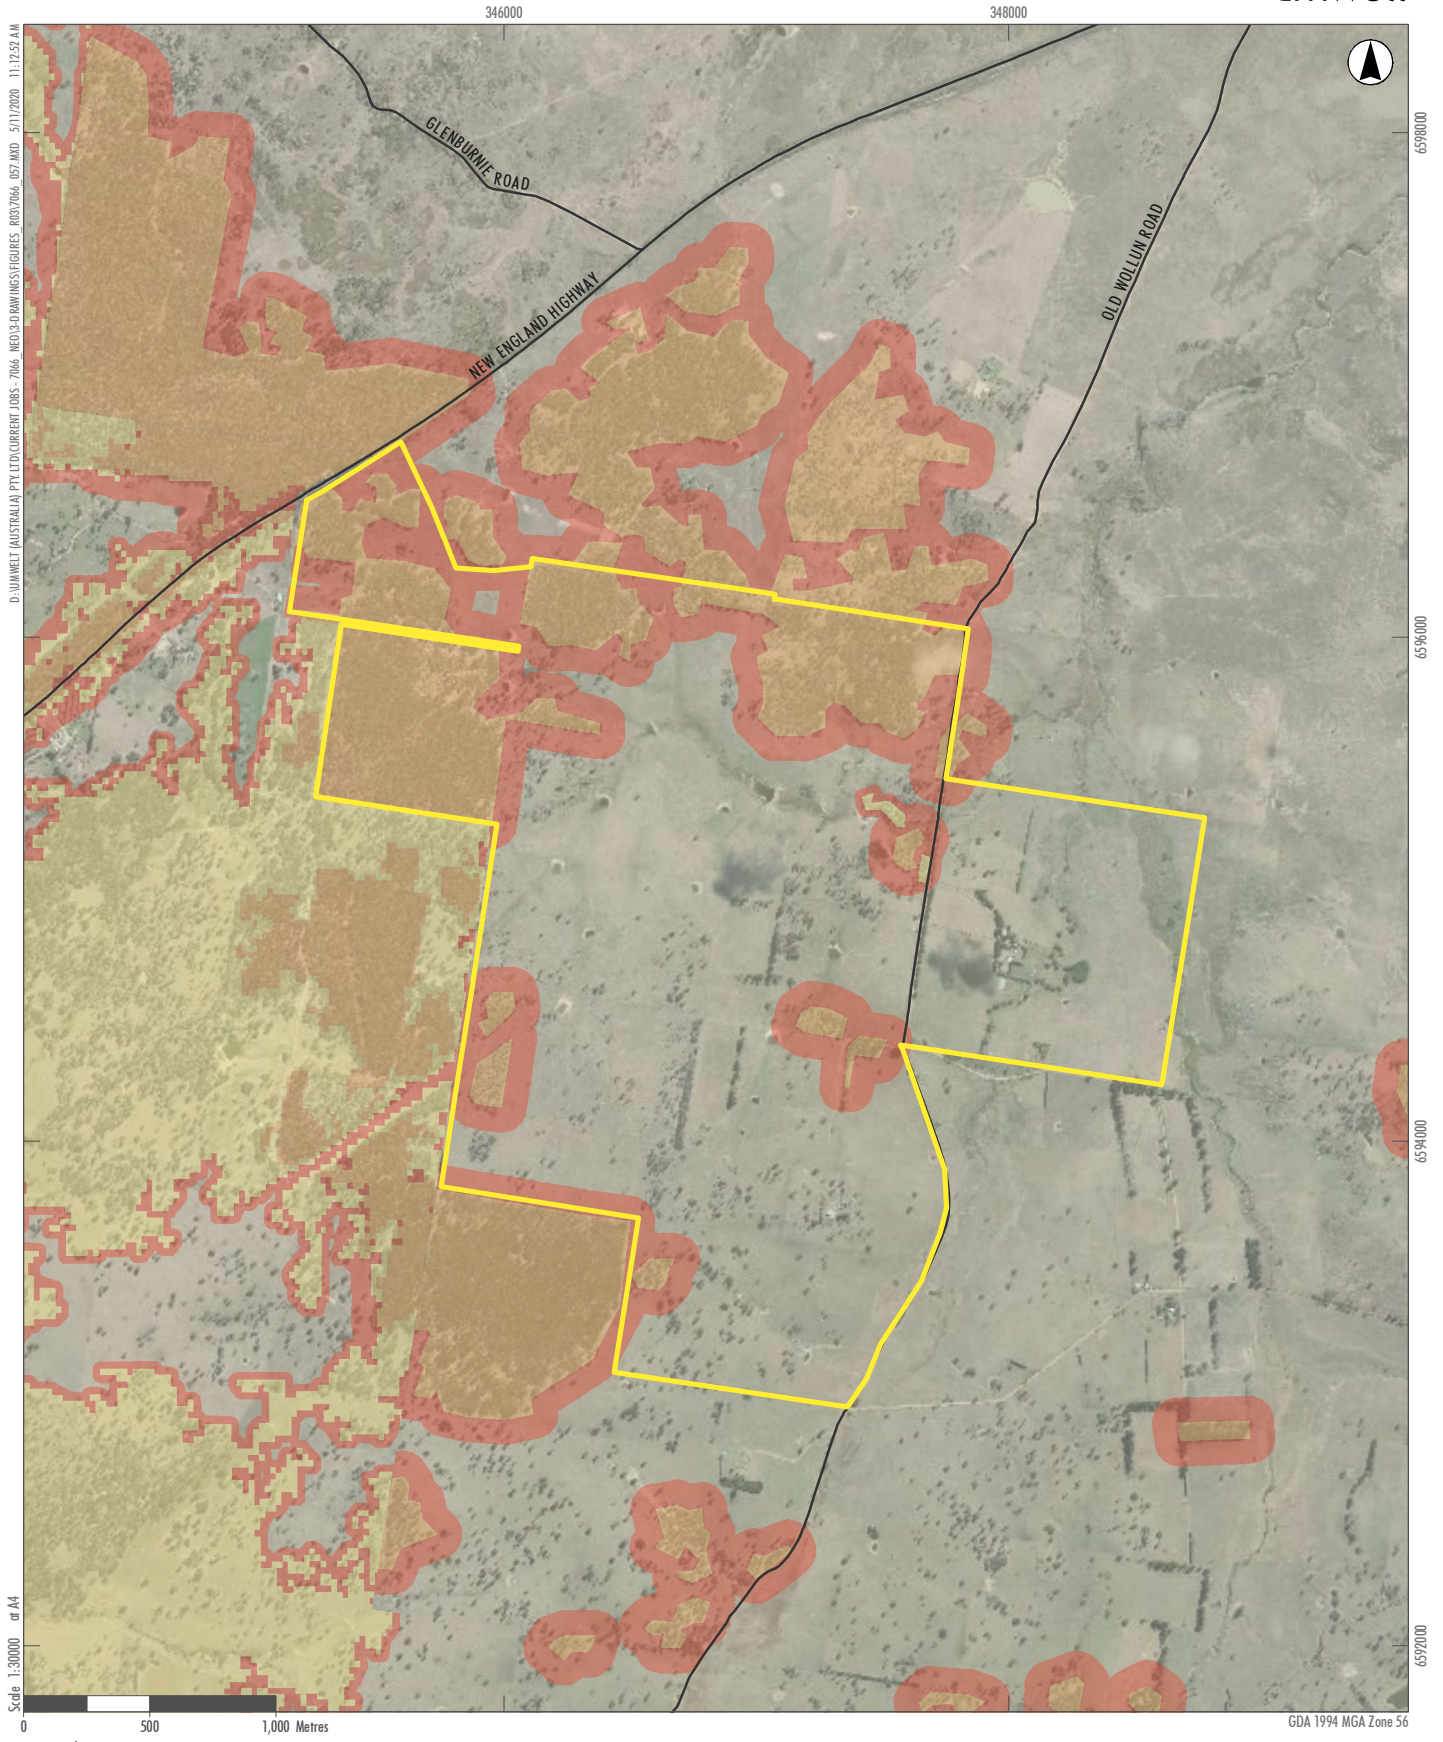 346000
348000
GLENBURNIE ROAD
NEW ENGLAND HIGHWAY
OLD WOLLUN ROAD
6598000
6596000
6594000
6592000
D:\UMWELT (AUSTRALIA) PTY. LTD\CURRENT JOBS - 7066_NEO\3-DRAWINGS\FIGURES_R03\7066_057.MXD 5/11/2020 11:12:52 AM
Scale 1:30000 at A4
0 500 1,000 Metres
GDA 1994 MGA Zone 56